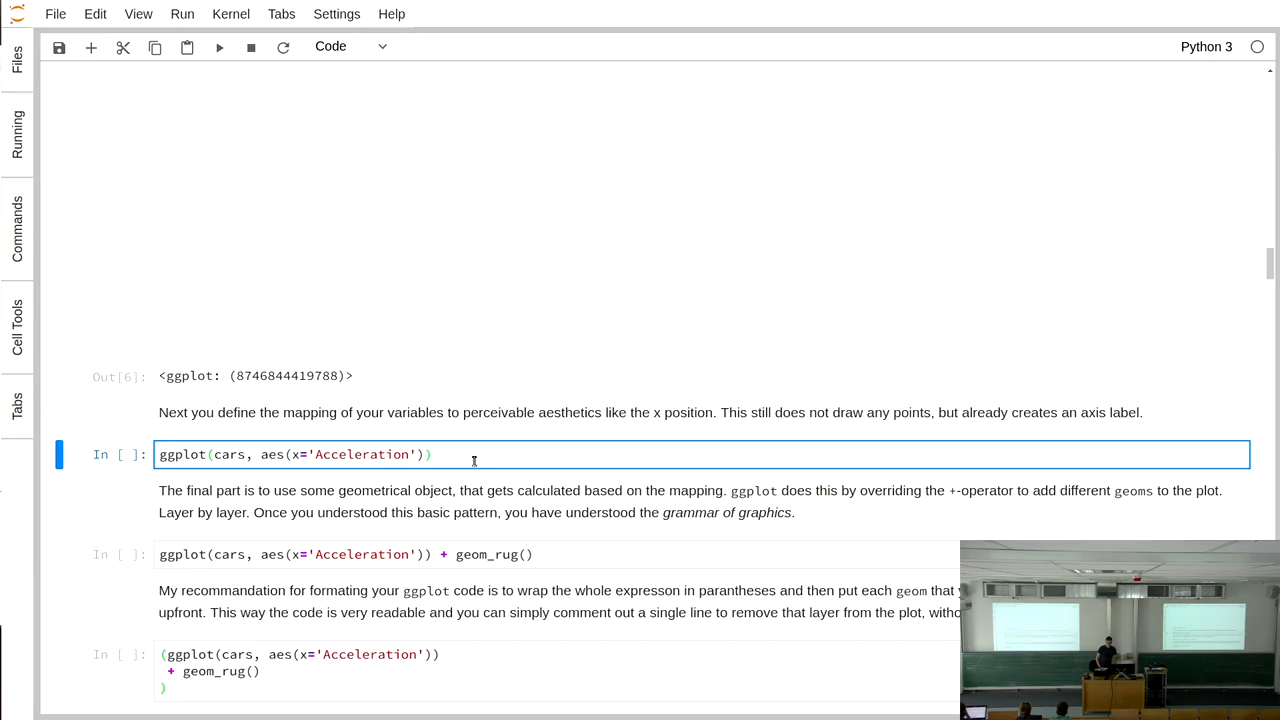 File Edit View Run Kernel Tabs Settings Help
Code
Python 3
Files
Running
Commands
Cell Tools
Tabs
Out[6]: <ggplot: (8746844419788)>
Next you define the mapping of your variables to perceivable aesthetics like the x position. This still does not draw any points, but already creates an axis label.
In [ ]: ggplot(cars, aes(x='Acceleration'))
The final part is to use some geometrical object, that gets calculated based on the mapping. ggplot does this by overriding the +-operator to add different geoms to the plot.
Layer by layer. Once you understood this basic pattern, you have understood the grammar of graphics.
In [ ]: ggplot(cars, aes(x='Acceleration')) + geom_rug()
My recommandation for formating your ggplot code is to wrap the whole expresson in parantheses and then put each geom that
upfront. This way the code is very readable and you can simply comment out a single line to remove that layer from the plot,
In [ ]: (ggplot(cars, aes(x='Acceleration'))
+ geom_rug()
)